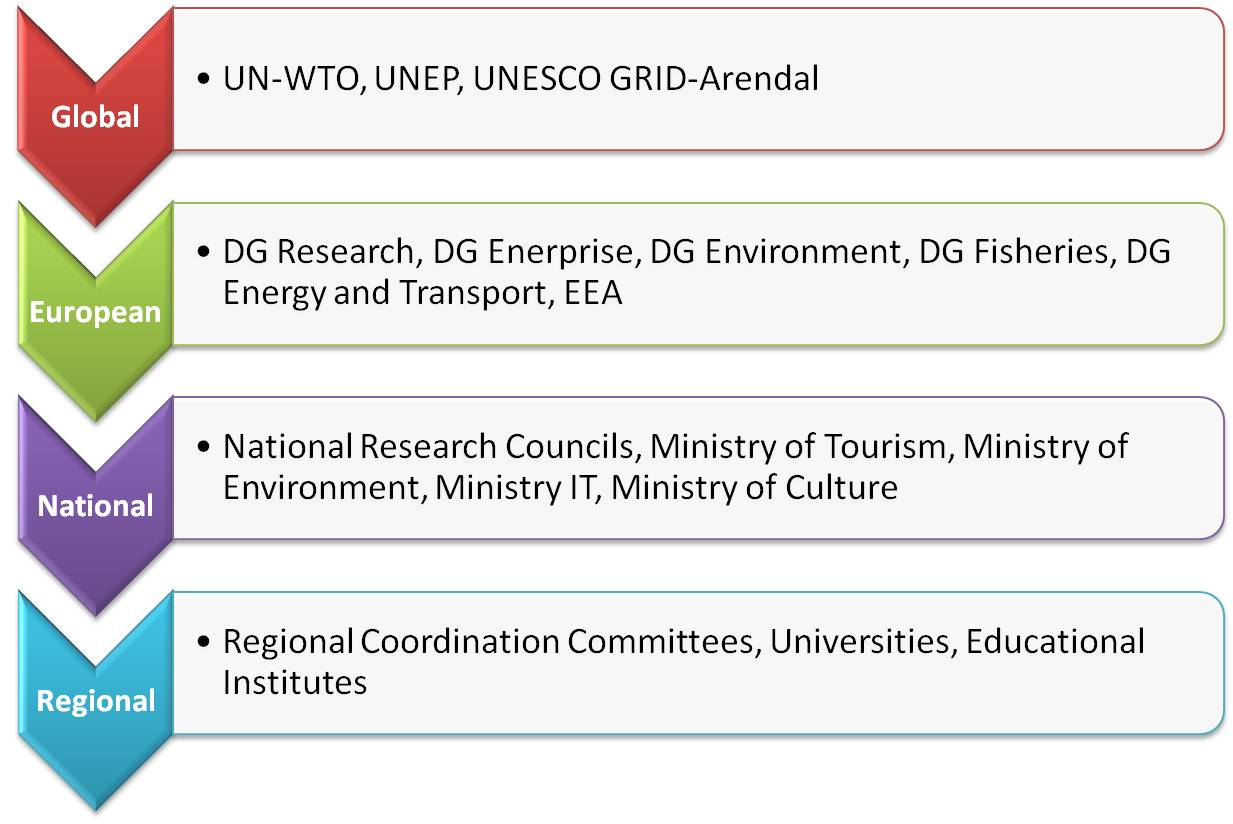 Global
• UN-WTO, UNEP, UNESCO GRID-Arendal
European
• DG Research, DG Enerprise, DG Environment, DG Fisheries, DG
Energy and Transport, EEA
National
• National Research Councils, Ministry of Tourism, Ministry of
Environment, Ministry IT, Ministry of Culture
Regional
• Regional Coordination Committees, Universities, Educational
Institutes